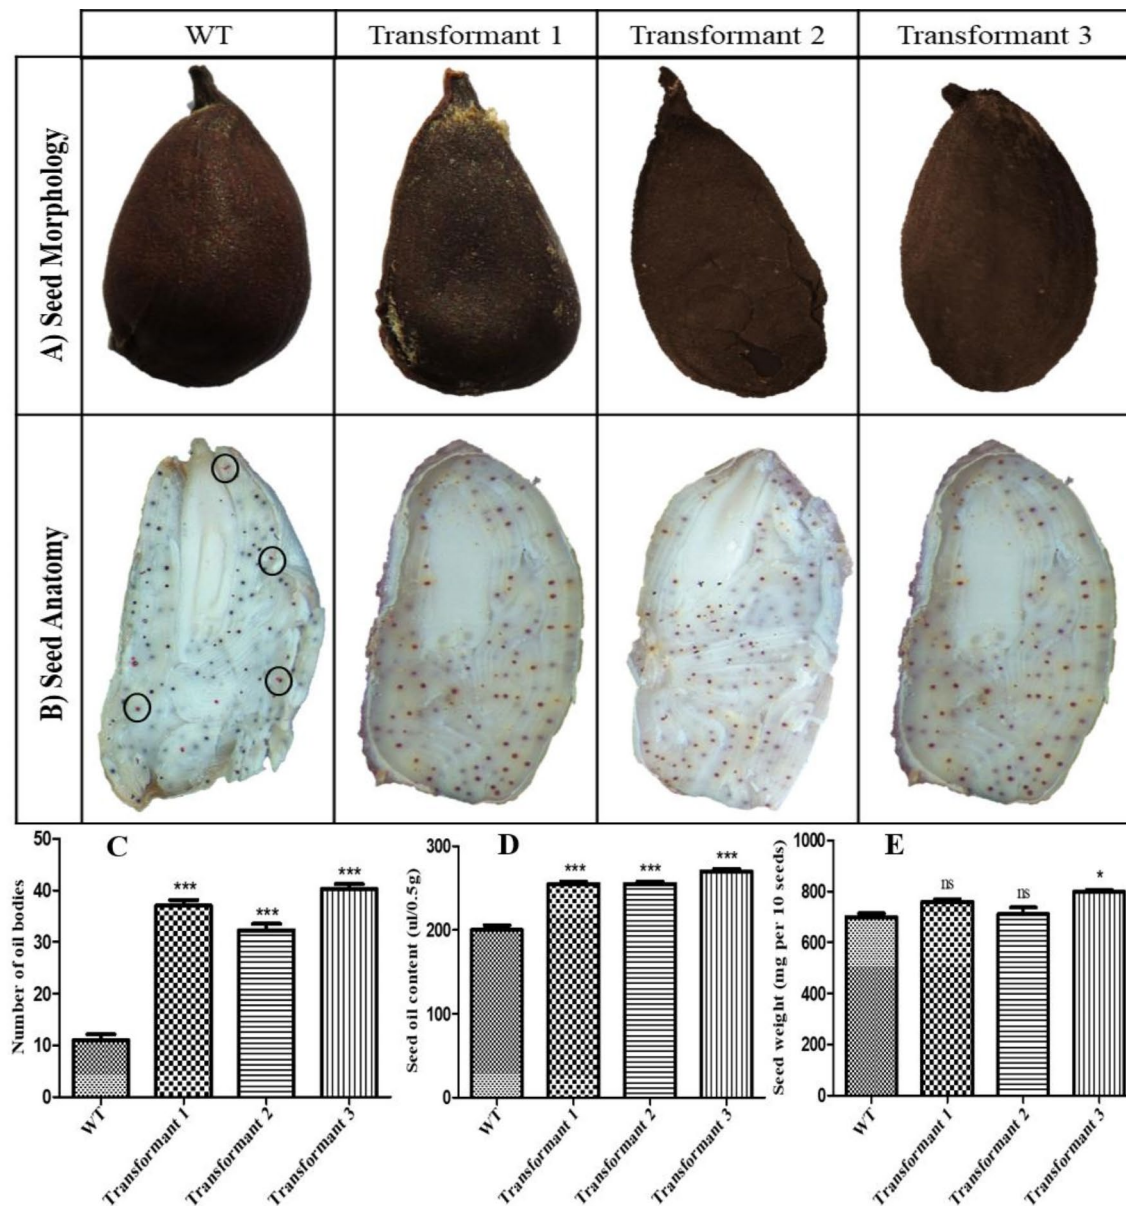 WT Transformant 1 Transformant 2 Transformant 3
A) Seed Morphology
B) Seed Anatomy
C
Number of oil bodies
50
40
30
20
10
0
***
***
***
WT
Transformant 1
Transformant 2
Transformant 3
D
Seed oil content (ul/0.5g)
300
200
100
0
***
***
***
WT
Transformant 1
Transformant 2
Transformant 3
E
Seed weight (mg per 10 seeds)
1000
800
600
400
200
0
ns
ns
*
WT
Transformant 1
Transformant 2
Transformant 3